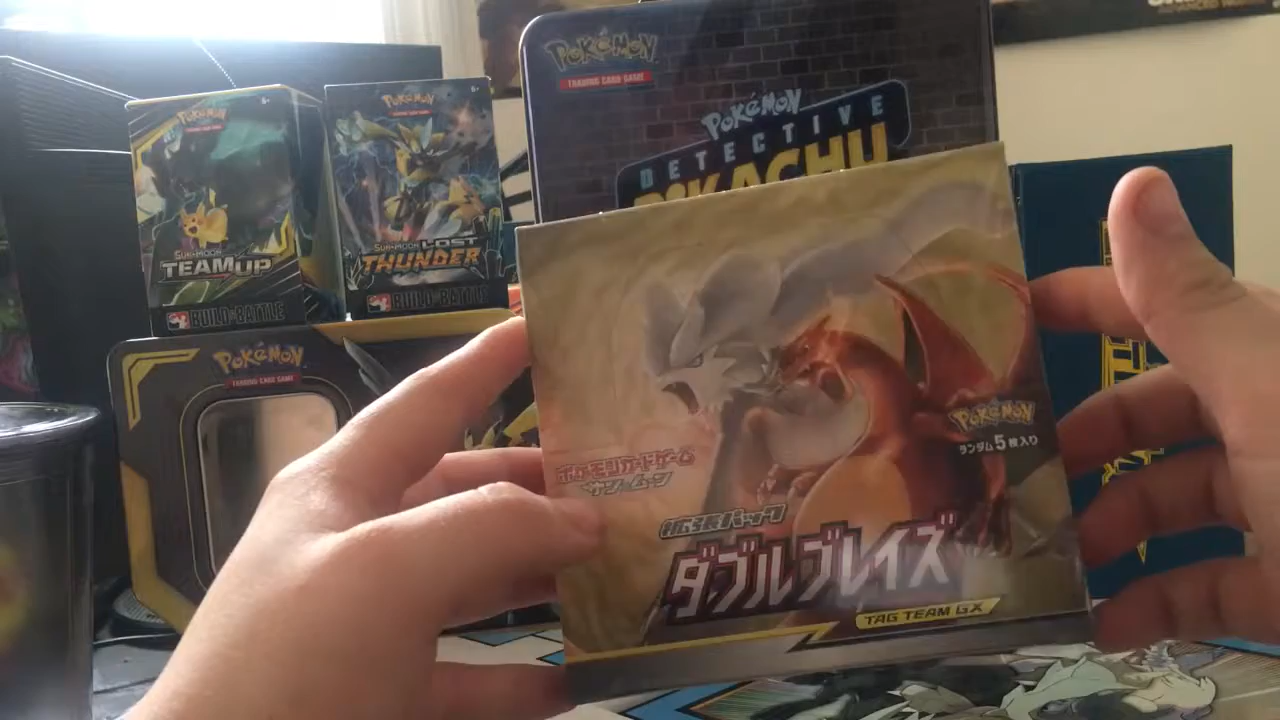 POKÉMON
TRADING CARD GAME
POKÉMON
DETECTIVE
PIKACHU
POKÉMON
SUN & MOON
TEAM UP
BUILD & BATTLE
POKÉMON
SUN & MOON
LOST
THUNDER
BUILD & BATTLE
POKÉMON
TRADING CARD GAME
POKÉMON
ランダム5枚入り
ポケモンカードゲーム
サン&ムーン
拡張パック
ダブルブレイズ
TAG TEAM GX